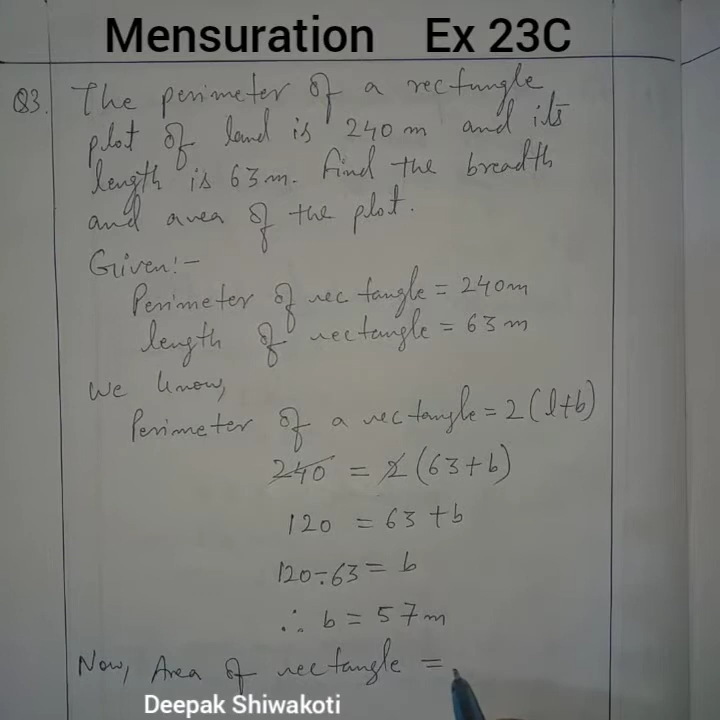 Mensuration Ex 23C
Q3. The perimeter of a rectangle
plot of land is 240 m and its
length is 63 m. Find the breadth
and area of the plot.
Given:-
Perimeter of rectangle = 240m
length of rectangle = 63 m
We know,
Perimeter of a rectangle = 2 (l+b)
240 = 2 (63+b)
120 = 63 + b
120÷63 = b
∴ b = 57 m
Now, Area of rectangle =
Deepak Shiwakoti